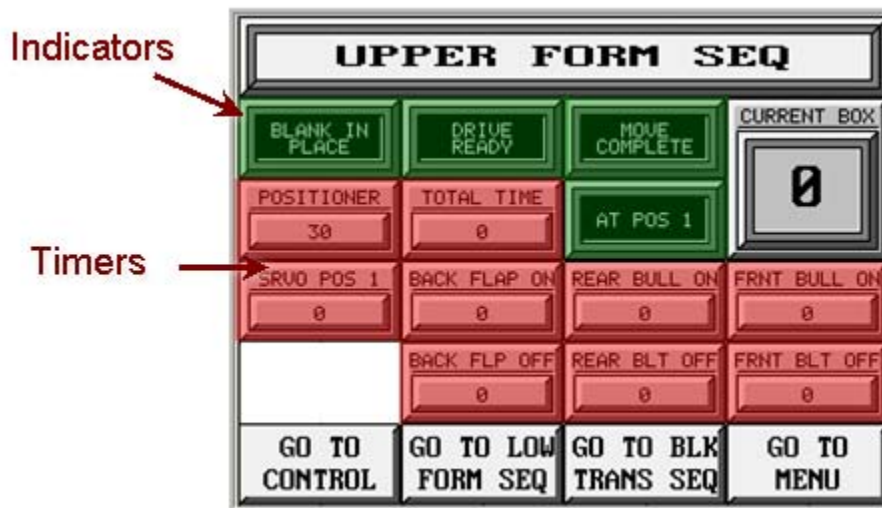 Indicators
UPPER FORM SEQ
BLANK IN
PLACE
DRIVE
READY
MOVE
COMPLETE
CURRENT BOX
0
POSITIONER
30
TOTAL TIME
0
AT POS 1
Timers
SRVO POS 1
0
BACK FLAP ON
0
REAR BULL ON
0
FRNT BULL ON
0
BACK FLP OFF
0
REAR BLT OFF
0
FRNT BLT OFF
0
GO TO
CONTROL
GO TO LOW
FORM SEQ
GO TO BLK
TRANS SEQ
GO TO
MENU